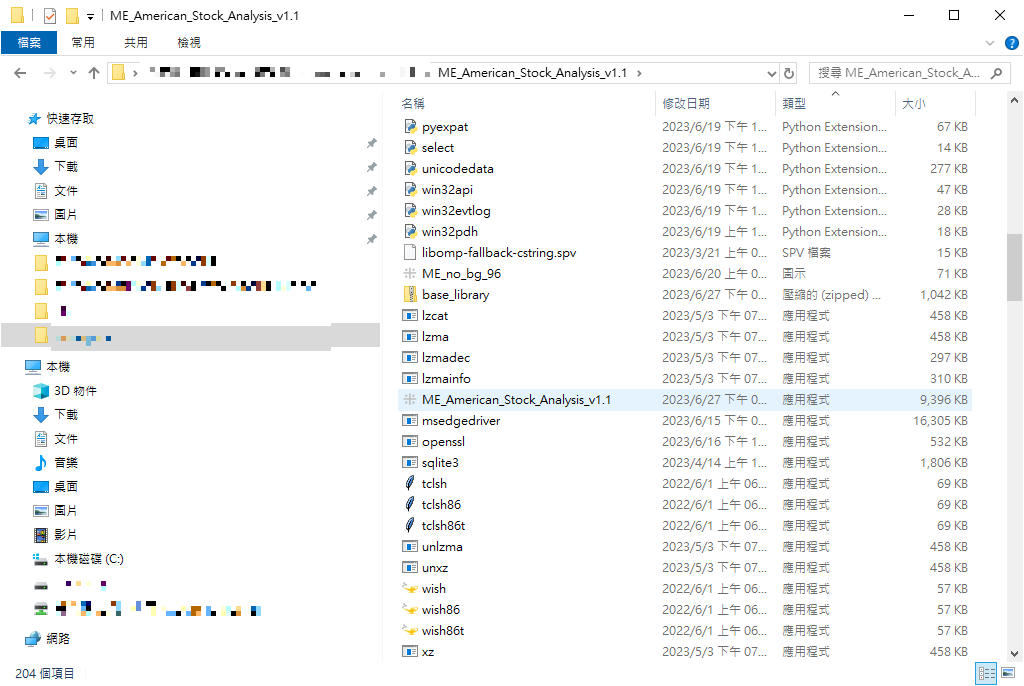 ME_American_Stock_Analysis_v1.1
檔案 常用 共用 檢視
ME_American_Stock_Analysis_v1.1
搜尋 ME_American_Stock_A...
快速存取
桌面
下載
文件
圖片
本機
本機
3D 物件
下載
文件
音樂
桌面
圖片
影片
本機磁碟 (C:)
網路
名稱 修改日期 類型 大小
pyexpat 2023/6/19 下午 1... Python Extension... 67 KB
select 2023/6/19 下午 1... Python Extension... 14 KB
unicodedata 2023/6/19 下午 1... Python Extension... 277 KB
win32api 2023/6/19 下午 1... Python Extension... 47 KB
win32evtlog 2023/6/19 下午 1... Python Extension... 28 KB
win32pdh 2023/6/19 上午 1... Python Extension... 18 KB
libomp-fallback-cstring.spv 2023/3/21 上午 0... SPV 檔案 15 KB
ME_no_bg_96 2023/6/20 上午 0... 圖示 71 KB
base_library 2023/6/27 下午 0... 壓縮的 (zipped) ... 1,042 KB
lzcat 2023/5/3 下午 07... 應用程式 458 KB
lzma 2023/5/3 下午 07... 應用程式 458 KB
lzmadec 2023/5/3 下午 07... 應用程式 297 KB
lzmainfo 2023/5/3 下午 07... 應用程式 310 KB
ME_American_Stock_Analysis_v1.1 2023/6/27 下午 0... 應用程式 9,396 KB
msedgedriver 2023/6/15 下午 0... 應用程式 16,305 KB
openssl 2023/6/16 下午 1... 應用程式 532 KB
sqlite3 2023/4/14 上午 1... 應用程式 1,806 KB
tclsh 2022/6/1 上午 06... 應用程式 69 KB
tclsh86 2022/6/1 上午 06... 應用程式 69 KB
tclsh86t 2022/6/1 上午 06... 應用程式 69 KB
unlzma 2023/5/3 下午 07... 應用程式 458 KB
unxz 2023/5/3 下午 07... 應用程式 458 KB
wish 2022/6/1 上午 06... 應用程式 57 KB
wish86 2022/6/1 上午 06... 應用程式 57 KB
wish86t 2022/6/1 上午 06... 應用程式 57 KB
xz 2023/5/3 下午 07... 應用程式 458 KB
204 個項目